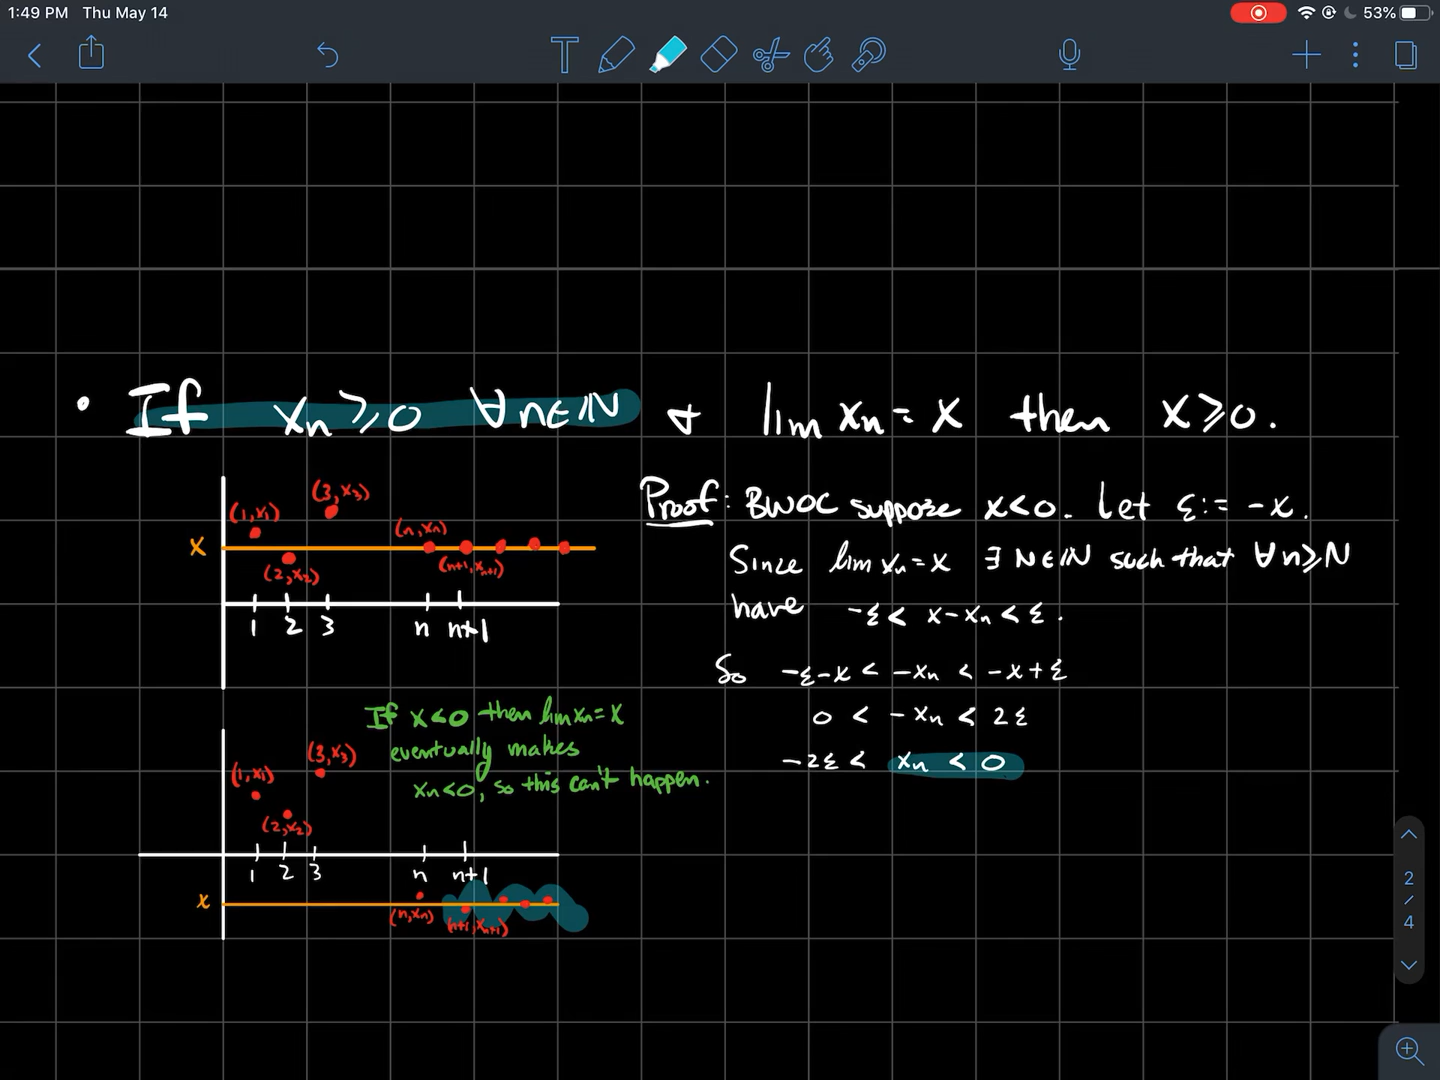 1:49 PM Thu May 14
53%
T
• If xₙ ≥ 0 ∀n∈ℕ & lim xₙ = x then x ≥ 0.
(1, x₁)
(3, x₃)
(n, xₙ)
x
(2, x₂)
(n+1, xₙ₊₁)
1 2 3 n n+1
Proof: BWOC suppose x<0. Let ε := -x.
Since lim xₙ = x ∃ N∈ℕ such that ∀n≥N
have -ε < x-xₙ < ε.
So -ε-x < -xₙ < -x+ε
0 < -xₙ < 2ε
-2ε < xₙ < 0
If x<0 then lim xₙ = x
eventually makes
xₙ<0, so this can't happen.
(1, x₁)
(3, x₃)
(2, x₂)
1 2 3 n n+1
x
(n, xₙ)
(n+1, xₙ₊₁)
2
/
4